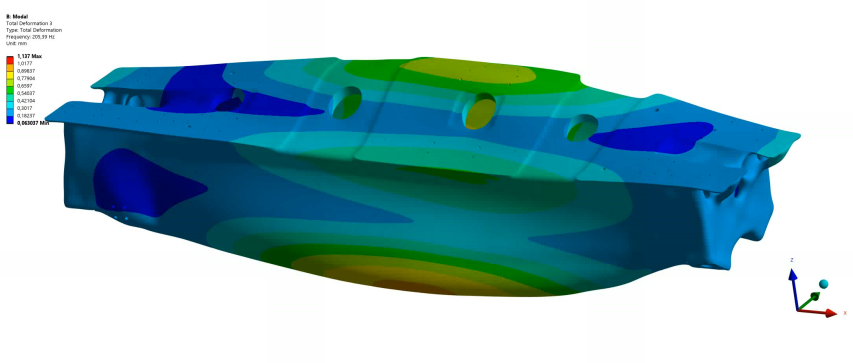 B: Modal
Total Deformation 3
Type: Total Deformation
Frequency: 205,39 Hz
Unit: mm
1,137 Max
1,0177
0,89837
0,77904
0,6597
0,54037
0,42104
0,3017
0,18237
0,063037 Min
Z
X